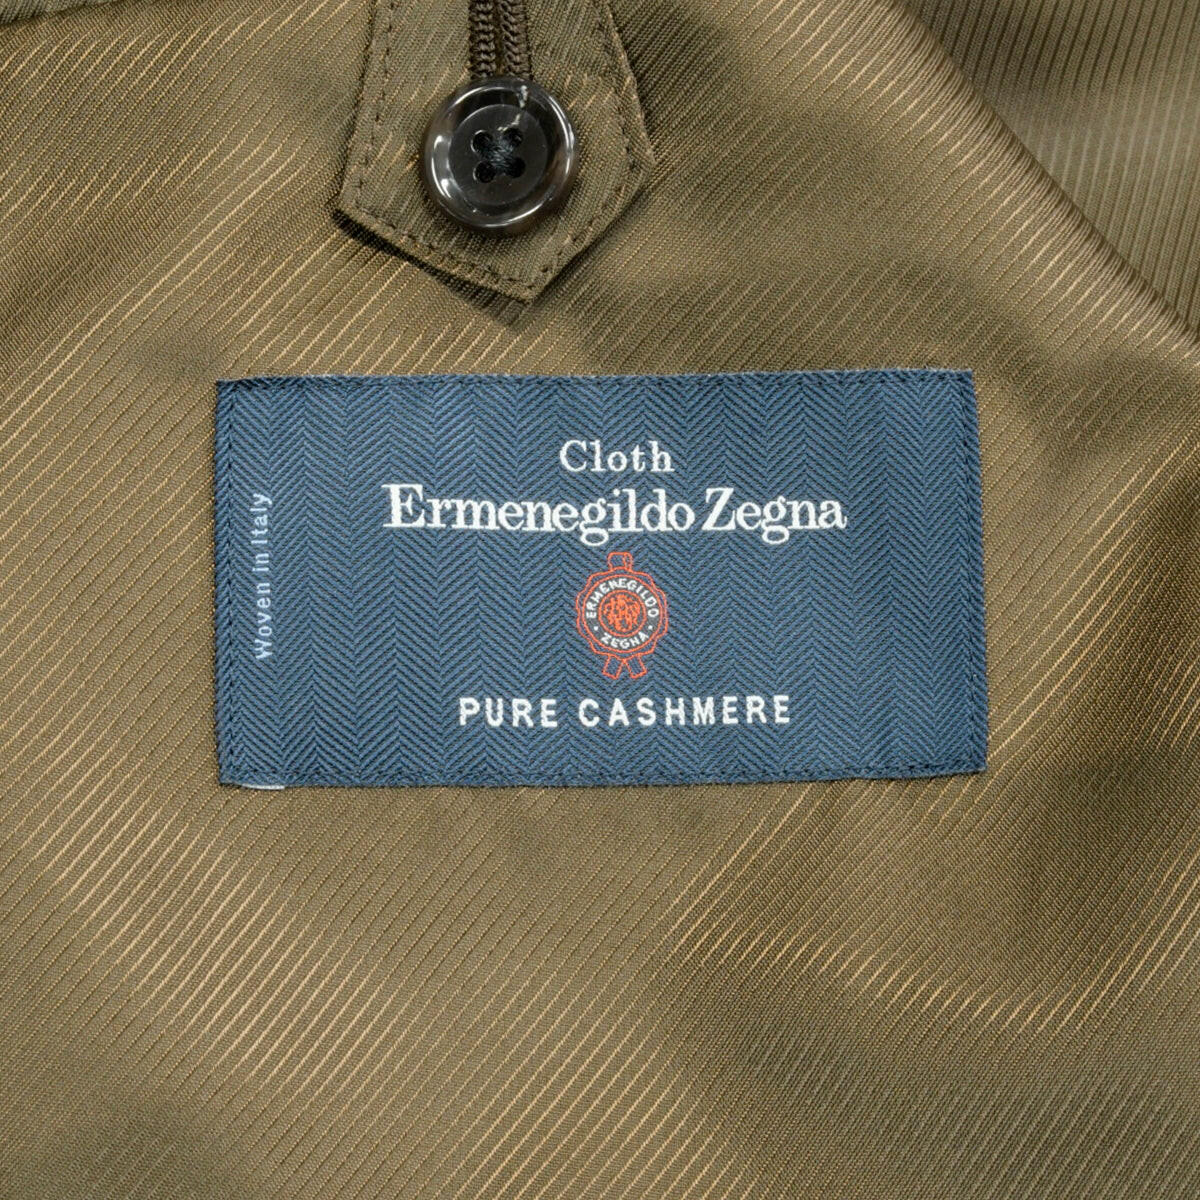 Cloth
Ermenegildo Zegna
Woven in Italy
ERMENEGILDO
ZEGNA
PURE CASHMERE